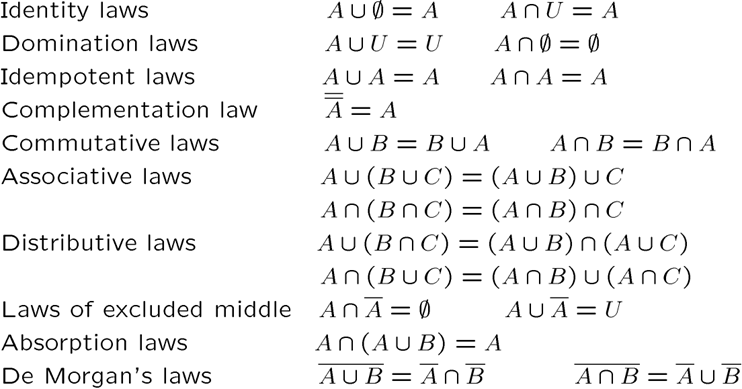 Identity laws A ∪ ∅ = A A ∩ U = A
Domination laws A ∪ U = U A ∩ ∅ = ∅
Idempotent laws A ∪ A = A A ∩ A = A
Complementation law A̿ = A
Commutative laws A ∪ B = B ∪ A A ∩ B = B ∩ A
Associative laws A ∪ (B ∪ C) = (A ∪ B) ∪ C
A ∩ (B ∩ C) = (A ∩ B) ∩ C
Distributive laws A ∪ (B ∩ C) = (A ∪ B) ∩ (A ∪ C)
A ∩ (B ∪ C) = (A ∩ B) ∪ (A ∩ C)
Laws of excluded middle A ∩ A̅ = ∅ A ∪ A̅ = U
Absorption laws A ∩ (A ∪ B) = A
De Morgan's laws A̅ ̅∪̅ ̅B̅ = A̅ ∩ B̅ A̅ ̅∩̅ ̅B̅ = A̅ ∪ B̅